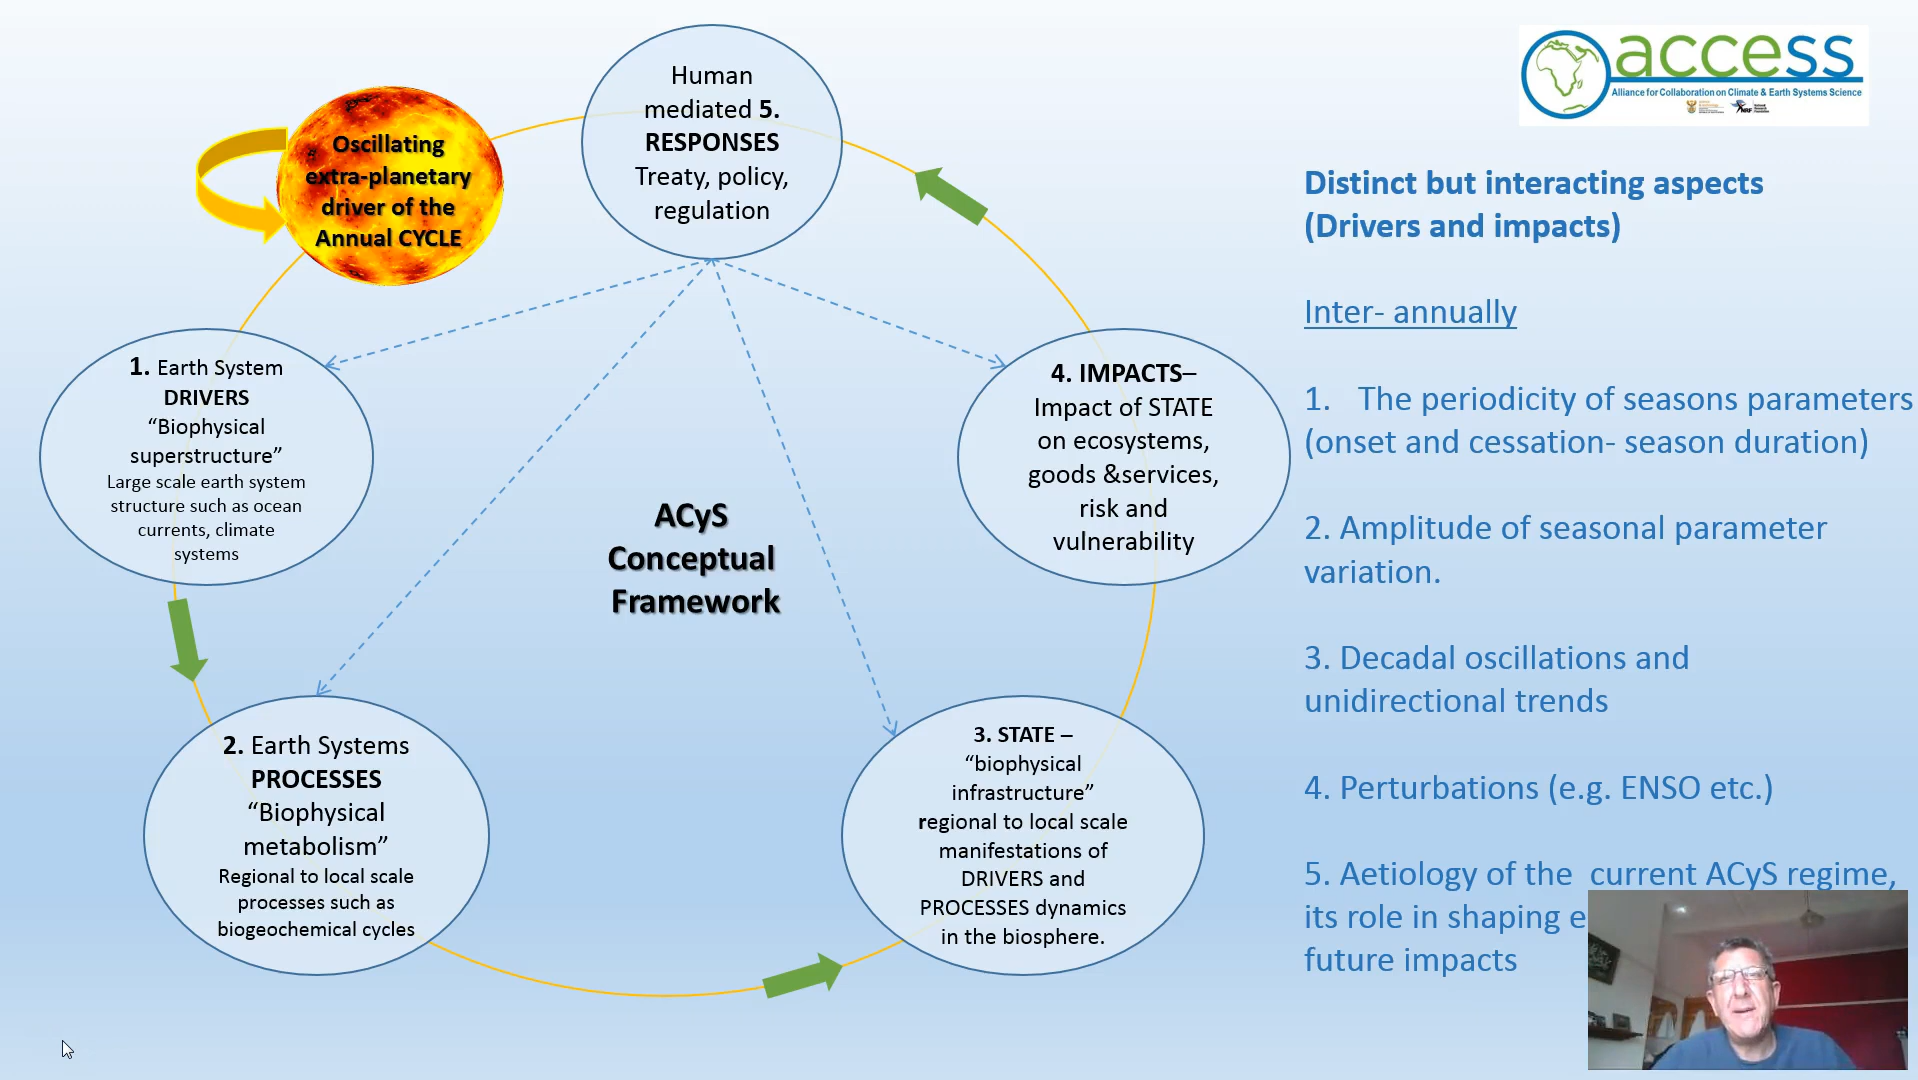 Human
mediated 5.
RESPONSES
Treaty, policy,
regulation
Oscillating
extra-planetary
driver of the
Annual CYCLE
1. Earth System
DRIVERS
“Biophysical
superstructure”
Large scale earth system
structure such as ocean
currents, climate
systems
2. Earth Systems
PROCESSES
“Biophysical
metabolism”
Regional to local scale
processes such as
biogeochemical cycles
ACyS
Conceptual
Framework
3. STATE –
“biophysical
infrastructure”
regional to local scale
manifestations of
DRIVERS and
PROCESSES dynamics
in the biosphere.
4. IMPACTS–
Impact of STATE
on ecosystems,
goods &services,
risk and
vulnerability
access
Alliance for Collaboration on Climate & Earth Systems Science
NRF
Distinct but interacting aspects
(Drivers and impacts)
Inter- annually
1. The periodicity of seasons parameters
(onset and cessation- season duration)
2. Amplitude of seasonal parameter
variation.
3. Decadal oscillations and
unidirectional trends
4. Perturbations (e.g. ENSO etc.)
5. Aetiology of the current ACyS regime,
its role in shaping
future impacts